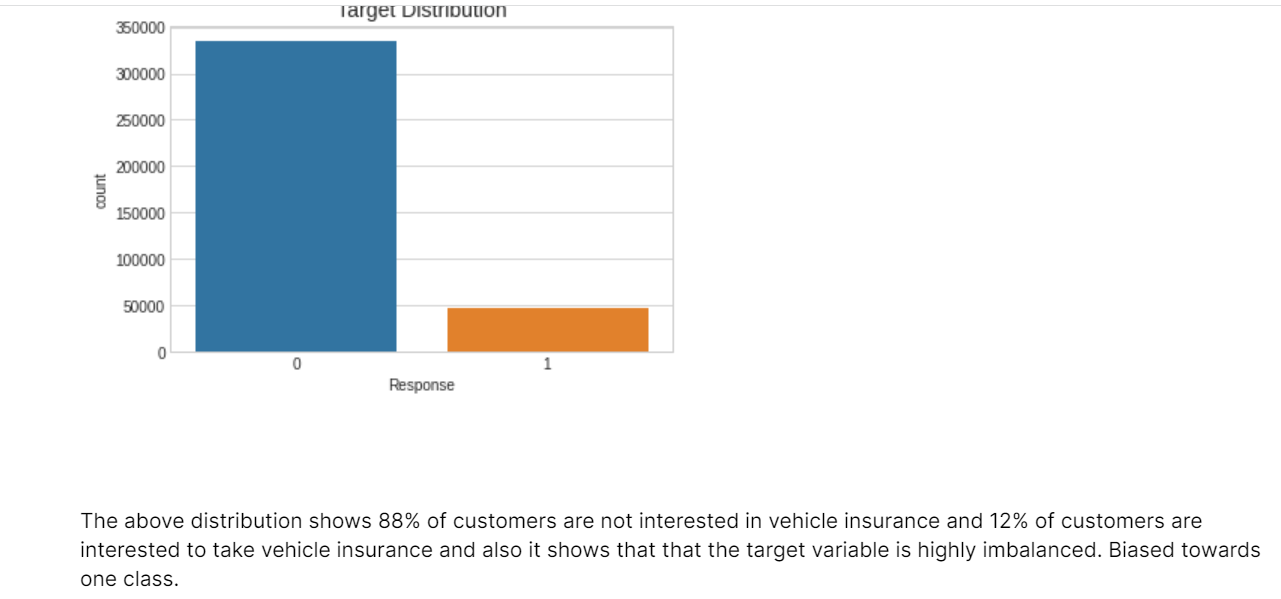 Target Distribution
350000
300000
250000
200000
150000
100000
50000
0
count
0 1
Response
The above distribution shows 88% of customers are not interested in vehicle insurance and 12% of customers are
interested to take vehicle insurance and also it shows that that the target variable is highly imbalanced. Biased towards
one class.